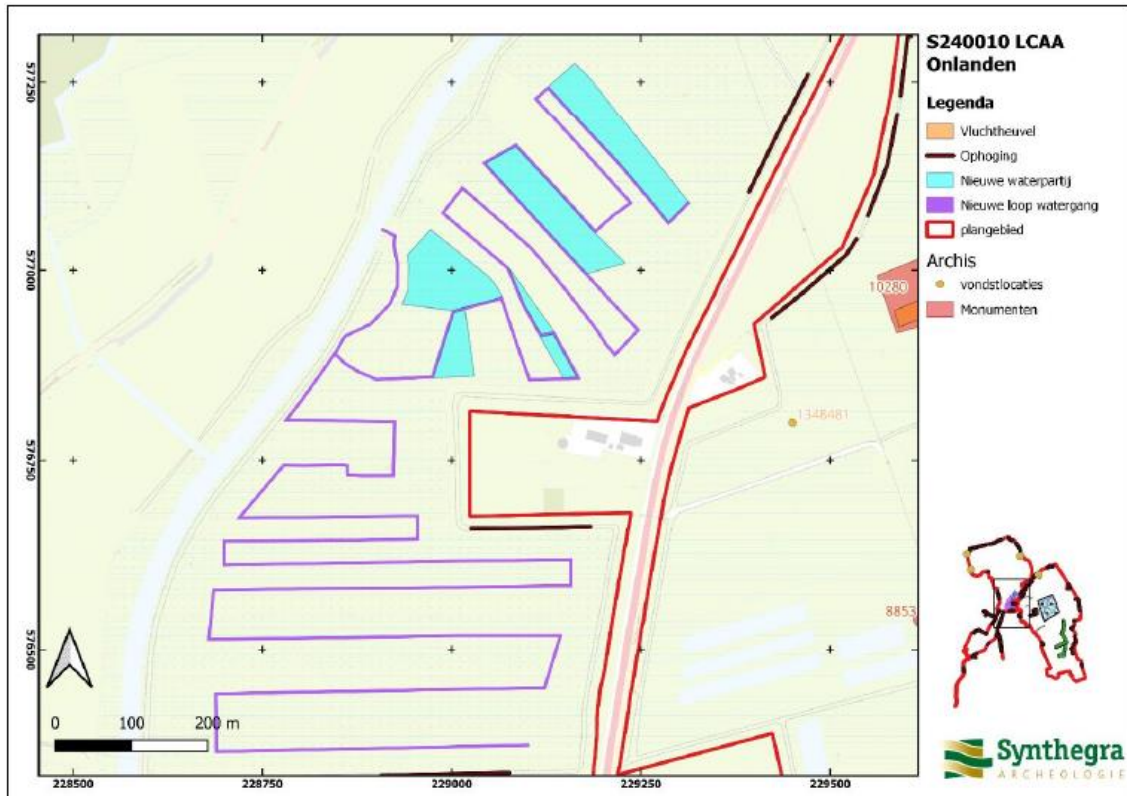 S240010 LCAA
Onlanden
Legenda
Vluchtheuvel
Ophoging
Nieuwe waterpartij
Nieuwe loop watergang
plangebied
Archis
vondstlocaties
Monumenten
577250
577000
576750
576500
10280
1348481
8853
0 100 200 m
228500 228750 229000 229250 229500
Synthegra
ARCHEOLOGIE